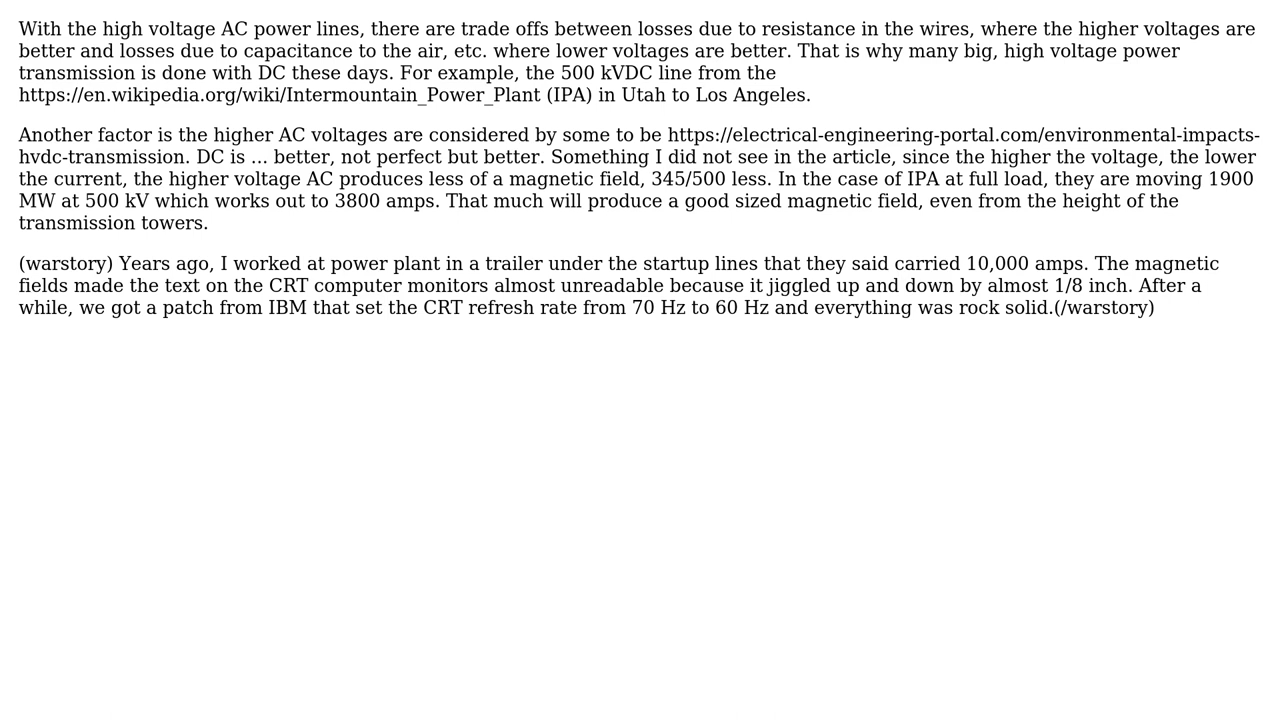 With the high voltage AC power lines, there are trade offs between losses due to resistance in the wires, where the higher voltages are
better and losses due to capacitance to the air, etc. where lower voltages are better. That is why many big, high voltage power
transmission is done with DC these days. For example, the 500 kVDC line from the
https://en.wikipedia.org/wiki/Intermountain_Power_Plant (IPA) in Utah to Los Angeles.
Another factor is the higher AC voltages are considered by some to be https://electrical-engineering-portal.com/environmental-impacts-
hvdc-transmission. DC is ... better, not perfect but better. Something I did not see in the article, since the higher the voltage, the lower
the current, the higher voltage AC produces less of a magnetic field, 345/500 less. In the case of IPA at full load, they are moving 1900
MW at 500 kV which works out to 3800 amps. That much will produce a good sized magnetic field, even from the height of the
transmission towers.
(warstory) Years ago, I worked at power plant in a trailer under the startup lines that they said carried 10,000 amps. The magnetic
fields made the text on the CRT computer monitors almost unreadable because it jiggled up and down by almost 1/8 inch. After a
while, we got a patch from IBM that set the CRT refresh rate from 70 Hz to 60 Hz and everything was rock solid.(/warstory)